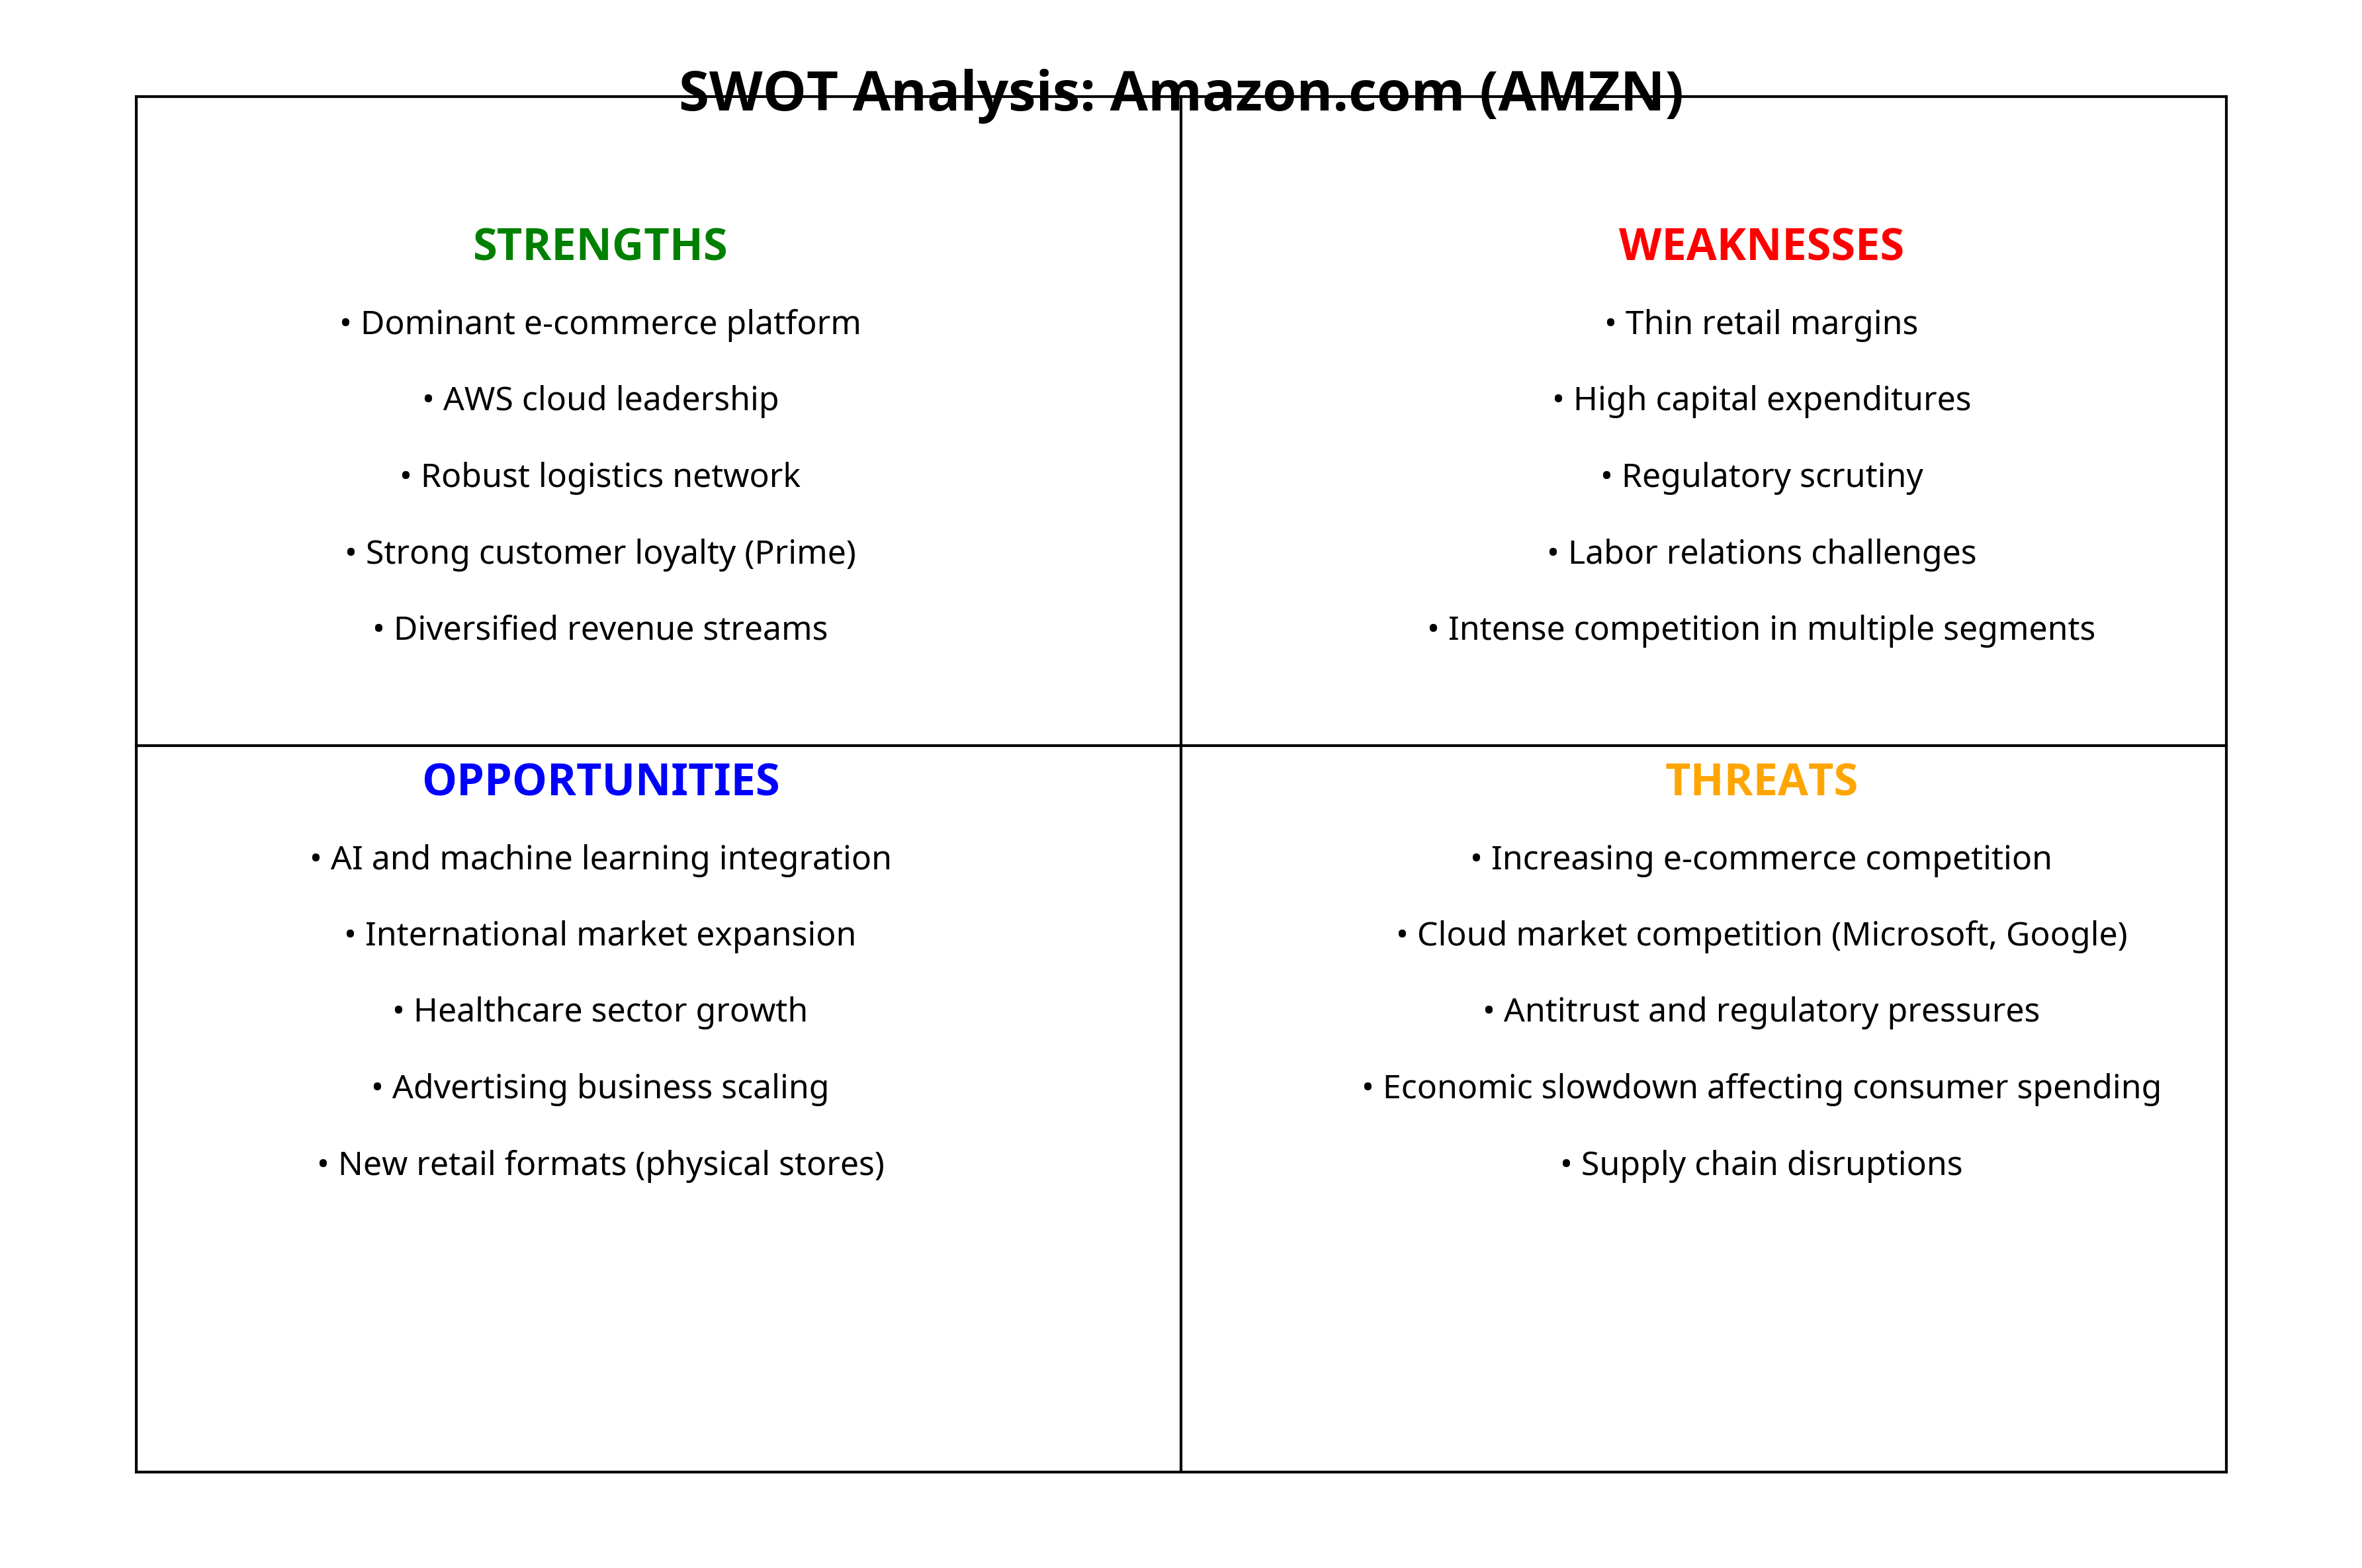 SWOT Analysis: Amazon.com (AMZN)
STRENGTHS
• Dominant e-commerce platform
• AWS cloud leadership
• Robust logistics network
• Strong customer loyalty (Prime)
• Diversified revenue streams
WEAKNESSES
• Thin retail margins
• High capital expenditures
• Regulatory scrutiny
• Labor relations challenges
• Intense competition in multiple segments
OPPORTUNITIES
• AI and machine learning integration
• International market expansion
• Healthcare sector growth
• Advertising business scaling
• New retail formats (physical stores)
THREATS
• Increasing e-commerce competition
• Cloud market competition (Microsoft, Google)
• Antitrust and regulatory pressures
• Economic slowdown affecting consumer spending
• Supply chain disruptions